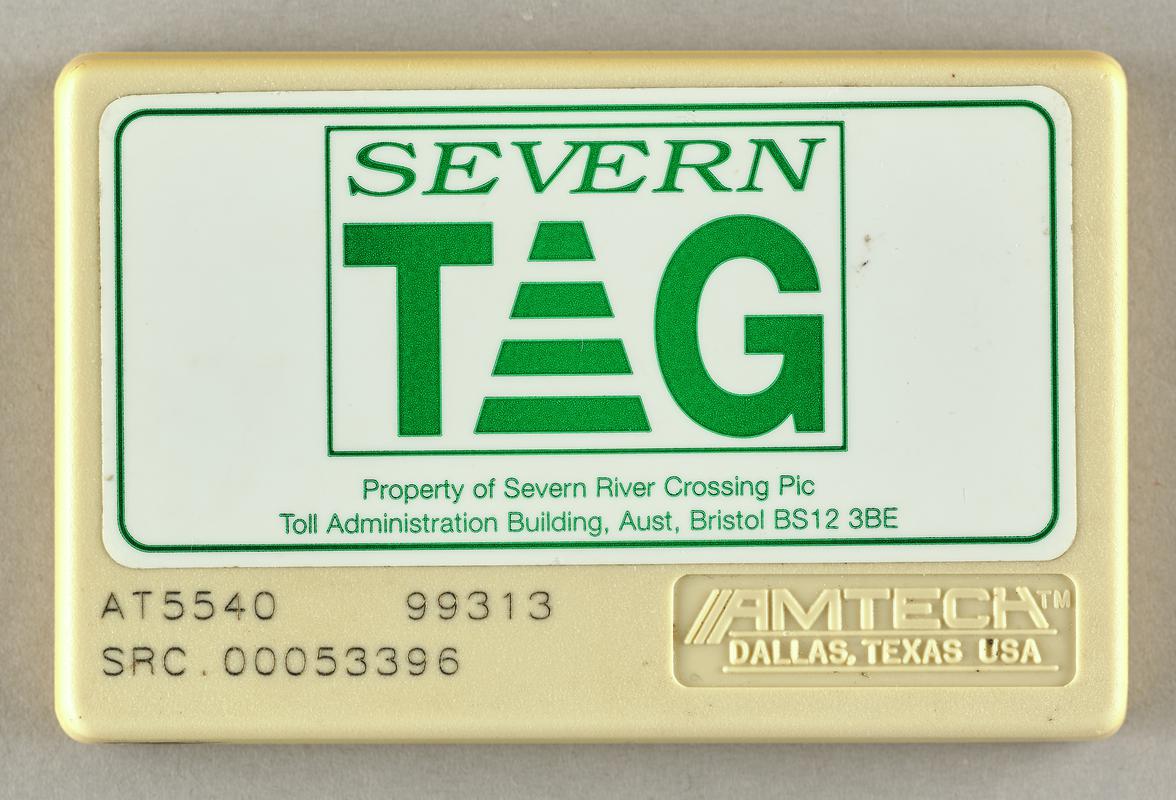 SEVERN
TAG
Property of Severn River Crossing Plc
Toll Administration Building, Aust, Bristol BS12 3BE
AT5540 99313
SRC 00053396
AMTECH™
DALLAS, TEXAS USA